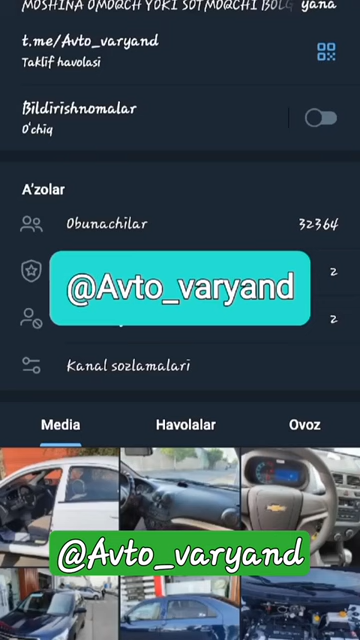 MOSHINA OMOQCH YOKI SOTMOQCHI BOLG yana
t.me/Avto_varyand
Taklif havolasi
Bildirishnomalar
O'chiq
A'zolar
Obunachilar 32364
2
@Avto_varyand
2
Kanal sozlamalari
Media Havolalar Ovoz
@Avto_varyand